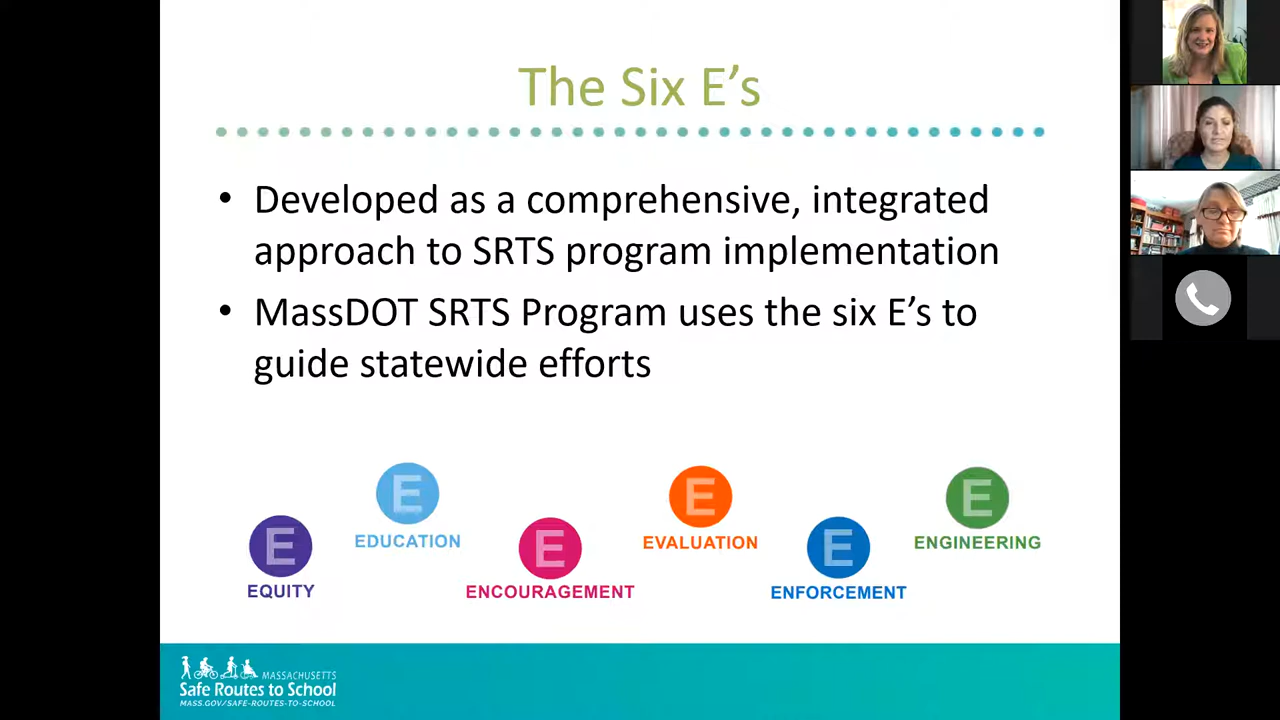 The Six E’s
• Developed as a comprehensive, integrated
approach to SRTS program implementation
• MassDOT SRTS Program uses the six E’s to
guide statewide efforts
E
EQUITY
E
EDUCATION
E
ENCOURAGEMENT
E
EVALUATION
E
ENFORCEMENT
E
ENGINEERING
MASSACHUSETTS
Safe Routes to School
MASS.GOV/SAFE-ROUTES-TO-SCHOOL